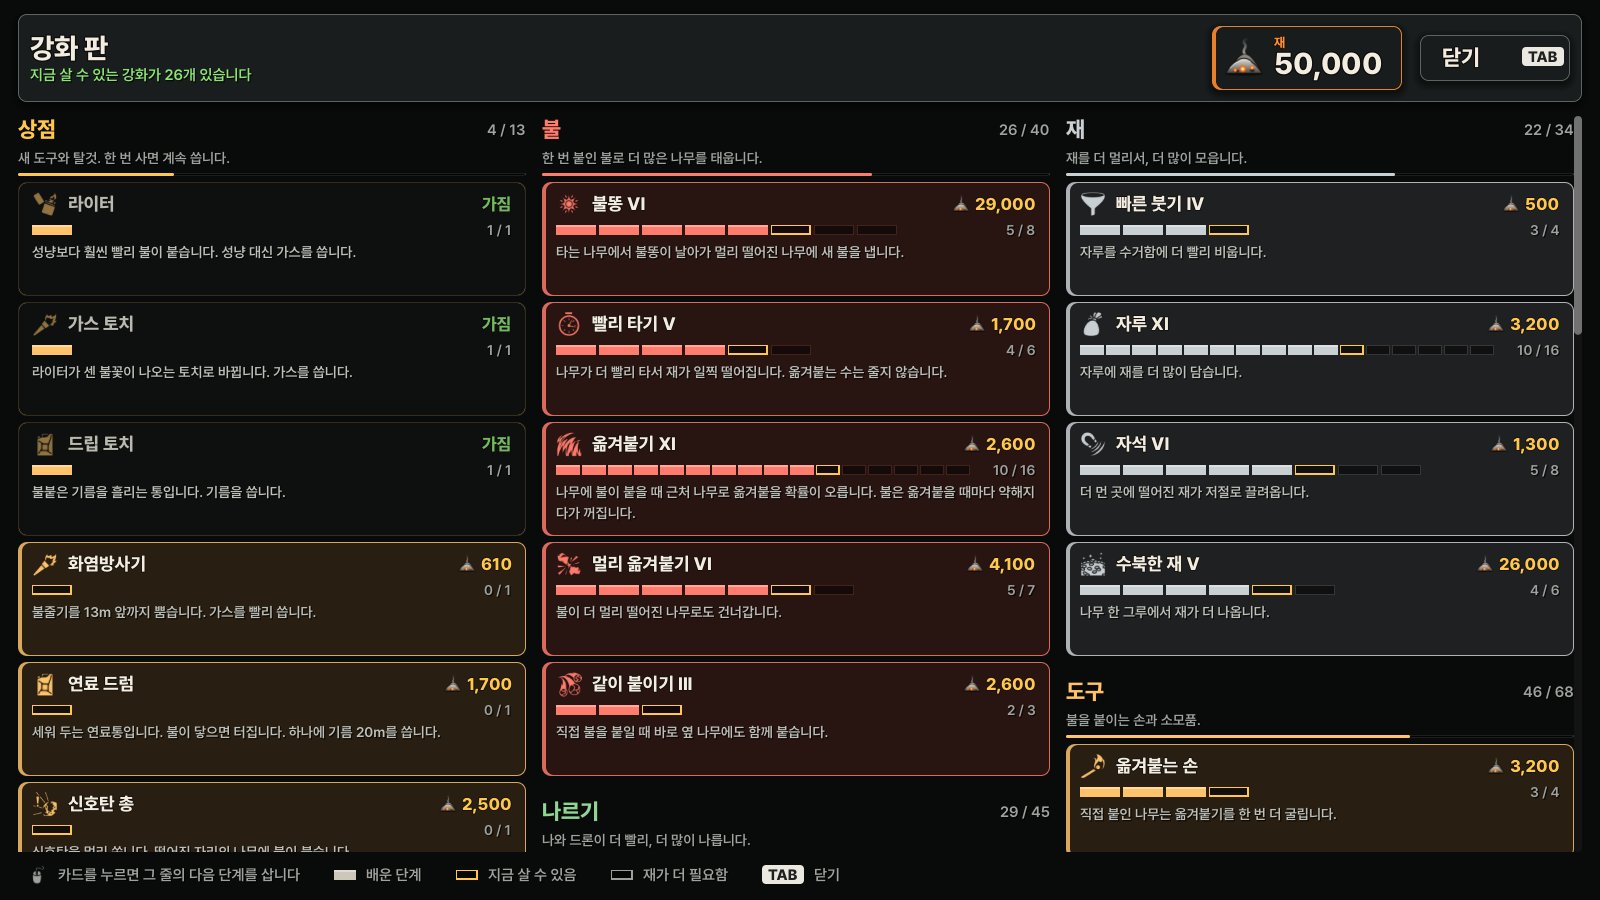 강화 판
지금 살 수 있는 강화가 26개 있습니다
재
50,000
닫기 TAB
상점 4 / 13
새 도구와 탈것. 한 번 사면 계속 씁니다.
라이터 가짐
1 / 1
성냥보다 훨씬 빨리 불이 붙습니다. 성냥 대신 가스를 씁니다.
가스 토치 가짐
1 / 1
라이터가 센 불꽃이 나오는 토치로 바뀝니다. 가스를 씁니다.
드립 토치 가짐
1 / 1
불붙은 기름을 흘리는 통입니다. 기름을 씁니다.
화염방사기 610
0 / 1
불줄기를 13m 앞까지 뿜습니다. 가스를 빨리 씁니다.
연료 드럼 1,700
0 / 1
세워 두는 연료통입니다. 불이 닿으면 터집니다. 하나에 기름 20m를 씁니다.
신호탄 총 2,500
0 / 1
신호탄을 멀리 쏩니다. 떨어진 자리의 나무에 불이 붙습니다.
불 26 / 40
한 번 붙인 불로 더 많은 나무를 태웁니다.
불똥 VI 29,000
5 / 8
타는 나무에서 불똥이 날아가 멀리 떨어진 나무에 새 불을 냅니다.
빨리 타기 V 1,700
4 / 6
나무가 더 빨리 타서 재가 일찍 떨어집니다. 옮겨붙는 수는 줄지 않습니다.
옮겨붙기 XI 2,600
10 / 16
나무에 불이 붙을 때 근처 나무로 옮겨붙을 확률이 오릅니다. 불은 옮겨붙을 때마다 약해지
다가 꺼집니다.
멀리 옮겨붙기 VI 4,100
5 / 7
불이 더 멀리 떨어진 나무로도 건너갑니다.
같이 붙이기 III 2,600
2 / 3
직접 불을 붙일 때 바로 옆 나무에도 함께 붙습니다.
나르기 29 / 45
나와 드론이 더 빨리, 더 많이 나릅니다.
재 22 / 34
재를 더 멀리서, 더 많이 모읍니다.
빠른 붓기 IV 500
3 / 4
자루를 수거함에 더 빨리 비웁니다.
자루 XI 3,200
10 / 16
자루에 재를 더 많이 담습니다.
자석 VI 1,300
5 / 8
더 먼 곳에 떨어진 재가 저절로 끌려옵니다.
수북한 재 V 26,000
4 / 6
나무 한 그루에서 재가 더 나옵니다.
도구 46 / 68
불을 붙이는 손과 소모품.
옮겨붙는 손 3,200
3 / 4
직접 붙인 나무는 옮겨붙기를 한 번 더 굴립니다.
카드를 누르면 그 줄의 다음 단계를 삽니다 배운 단계 지금 살 수 있음 재가 더 필요함 TAB 닫기